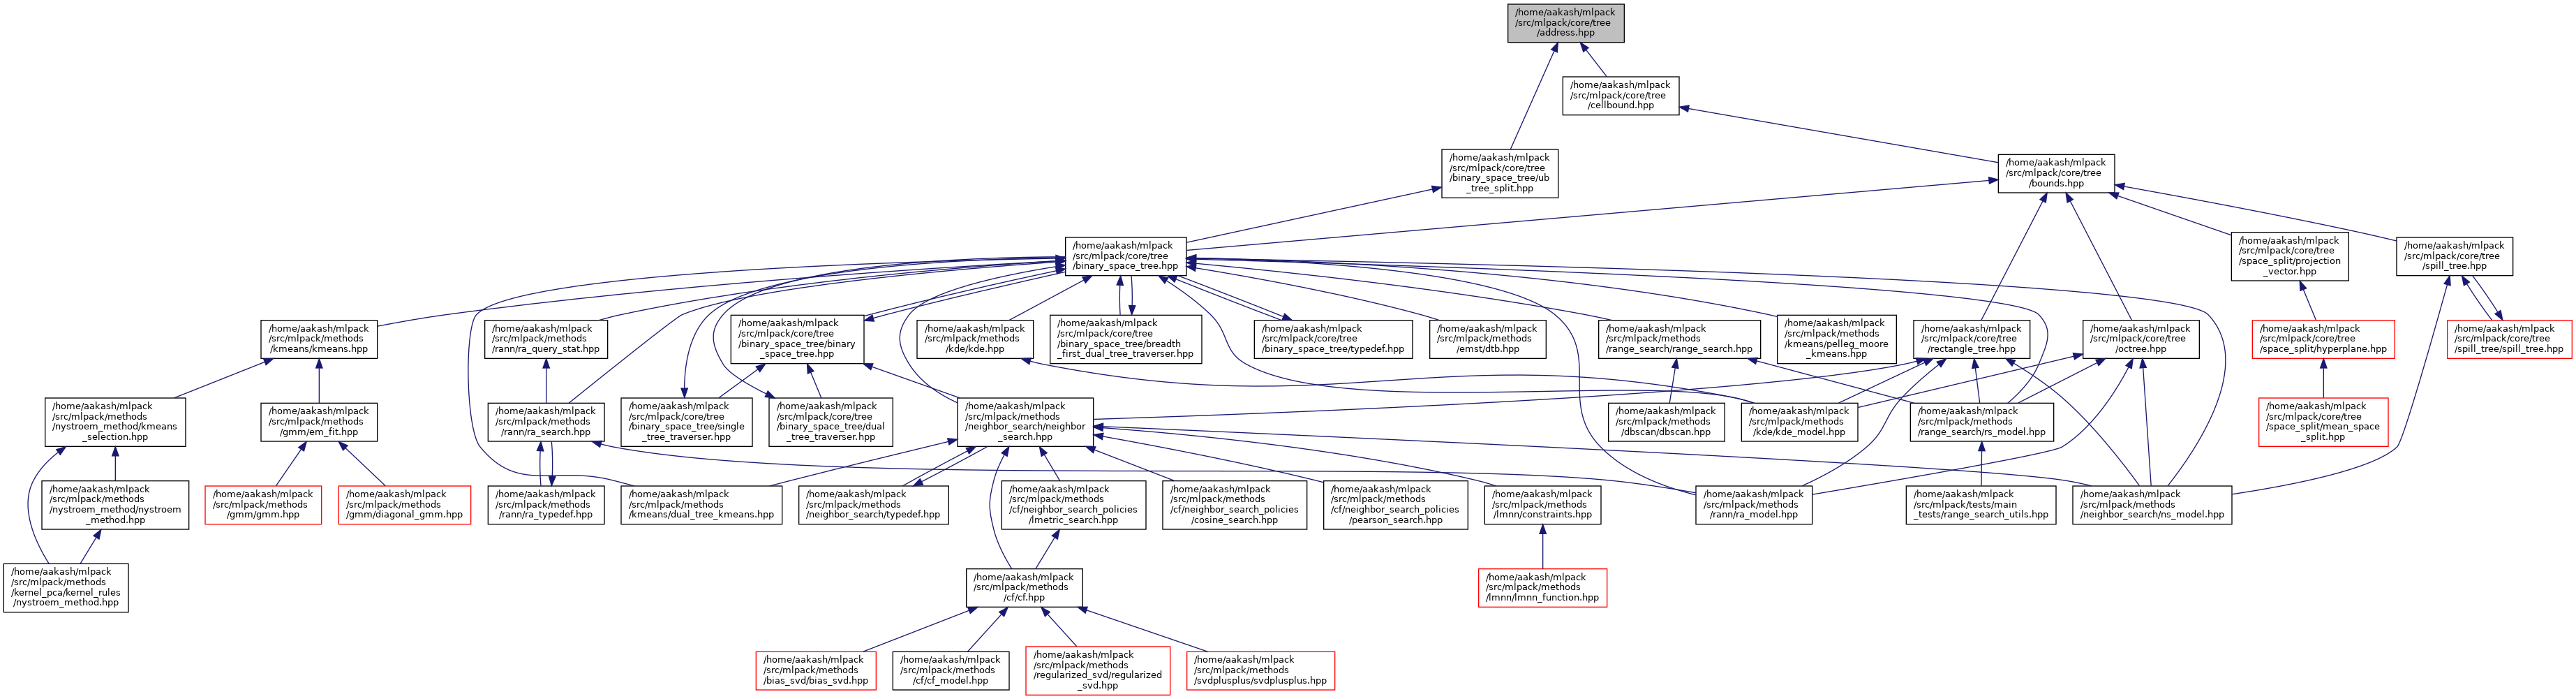 /home/aakash/mlpack
/src/mlpack/core/tree
/address.hpp
/home/aakash/mlpack
/src/mlpack/core/tree
/cellbound.hpp
/home/aakash/mlpack
/src/mlpack/core/tree
/binary_space_tree/ub
_tree_split.hpp
/home/aakash/mlpack
/src/mlpack/core/tree
/bounds.hpp
/home/aakash/mlpack
/src/mlpack/core/tree
/binary_space_tree.hpp
/home/aakash/mlpack
/src/mlpack/core/tree
/space_split/projection
_vector.hpp
/home/aakash/mlpack
/src/mlpack/core/tree
/spill_tree.hpp
/home/aakash/mlpack
/src/mlpack/methods
/kmeans/kmeans.hpp
/home/aakash/mlpack
/src/mlpack/methods
/rann/ra_query_stat.hpp
/home/aakash/mlpack
/src/mlpack/core/tree
/binary_space_tree/binary
_space_tree.hpp
/home/aakash/mlpack
/src/mlpack/methods
/kde/kde.hpp
/home/aakash/mlpack
/src/mlpack/core/tree
/binary_space_tree/breadth
_first_dual_tree_traverser.hpp
/home/aakash/mlpack
/src/mlpack/core/tree
/binary_space_tree/typedef.hpp
/home/aakash/mlpack
/src/mlpack/methods
/emst/dtb.hpp
/home/aakash/mlpack
/src/mlpack/methods
/range_search/range_search.hpp
/home/aakash/mlpack
/src/mlpack/methods
/kmeans/pelleg_moore
_kmeans.hpp
/home/aakash/mlpack
/src/mlpack/core/tree
/rectangle_tree.hpp
/home/aakash/mlpack
/src/mlpack/core/tree
/octree.hpp
/home/aakash/mlpack
/src/mlpack/core/tree
/space_split/hyperplane.hpp
/home/aakash/mlpack
/src/mlpack/core/tree
/spill_tree/spill_tree.hpp
/home/aakash/mlpack
/src/mlpack/methods
/nystroem_method/kmeans
_selection.hpp
/home/aakash/mlpack
/src/mlpack/methods
/gmm/em_fit.hpp
/home/aakash/mlpack
/src/mlpack/methods
/rann/ra_search.hpp
/home/aakash/mlpack
/src/mlpack/core/tree
/binary_space_tree/single
_tree_traverser.hpp
/home/aakash/mlpack
/src/mlpack/core/tree
/binary_space_tree/dual
_tree_traverser.hpp
/home/aakash/mlpack
/src/mlpack/methods
/neighbor_search/neighbor
_search.hpp
/home/aakash/mlpack
/src/mlpack/methods
/dbscan/dbscan.hpp
/home/aakash/mlpack
/src/mlpack/methods
/kde/kde_model.hpp
/home/aakash/mlpack
/src/mlpack/methods
/range_search/rs_model.hpp
/home/aakash/mlpack
/src/mlpack/core/tree
/space_split/mean_space
_split.hpp
/home/aakash/mlpack
/src/mlpack/methods
/nystroem_method/nystroem
_method.hpp
/home/aakash/mlpack
/src/mlpack/methods
/gmm/gmm.hpp
/home/aakash/mlpack
/src/mlpack/methods
/gmm/diagonal_gmm.hpp
/home/aakash/mlpack
/src/mlpack/methods
/rann/ra_typedef.hpp
/home/aakash/mlpack
/src/mlpack/methods
/kmeans/dual_tree_kmeans.hpp
/home/aakash/mlpack
/src/mlpack/methods
/neighbor_search/typedef.hpp
/home/aakash/mlpack
/src/mlpack/methods
/cf/neighbor_search_policies
/lmetric_search.hpp
/home/aakash/mlpack
/src/mlpack/methods
/cf/neighbor_search_policies
/cosine_search.hpp
/home/aakash/mlpack
/src/mlpack/methods
/cf/neighbor_search_policies
/pearson_search.hpp
/home/aakash/mlpack
/src/mlpack/methods
/lmnn/constraints.hpp
/home/aakash/mlpack
/src/mlpack/methods
/rann/ra_model.hpp
/home/aakash/mlpack
/src/mlpack/tests/main
_tests/range_search_utils.hpp
/home/aakash/mlpack
/src/mlpack/methods
/neighbor_search/ns_model.hpp
/home/aakash/mlpack
/src/mlpack/methods
/kernel_pca/kernel_rules
/nystroem_method.hpp
/home/aakash/mlpack
/src/mlpack/methods
/cf/cf.hpp
/home/aakash/mlpack
/src/mlpack/methods
/lmnn/lmnn_function.hpp
/home/aakash/mlpack
/src/mlpack/methods
/bias_svd/bias_svd.hpp
/home/aakash/mlpack
/src/mlpack/methods
/cf/cf_model.hpp
/home/aakash/mlpack
/src/mlpack/methods
/regularized_svd/regularized
_svd.hpp
/home/aakash/mlpack
/src/mlpack/methods
/svdplusplus/svdplusplus.hpp